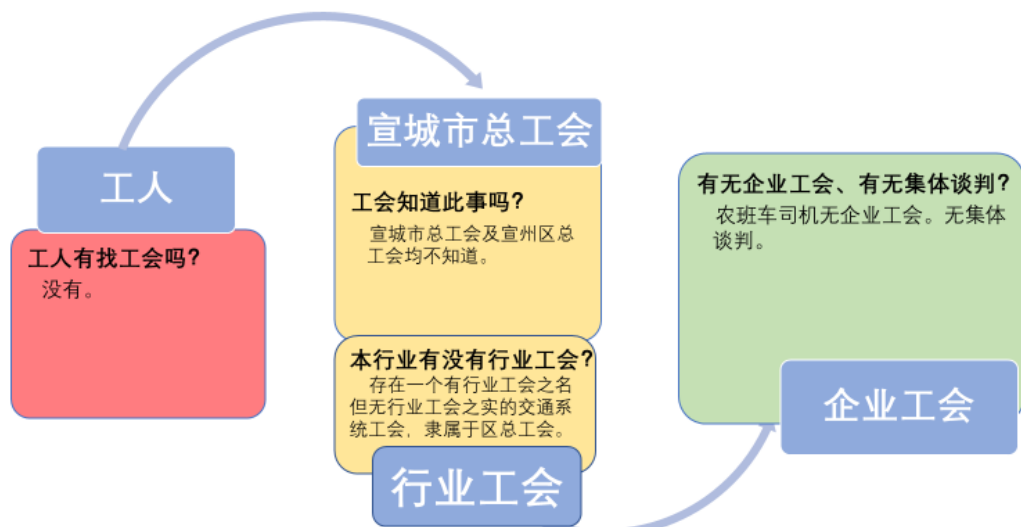 工人
工人有找工会吗？
没有。
宣城市总工会
工会知道此事吗？
宣城市总工会及宣州区总
工会均不知道。
本行业有没有行业工会？
存在一个有行业工会之名
但无行业工会之实的交通系
统工会，隶属于区总工会。
行业工会
有无企业工会、有无集体谈判？
农班车司机无企业工会。无集体
谈判。
企业工会